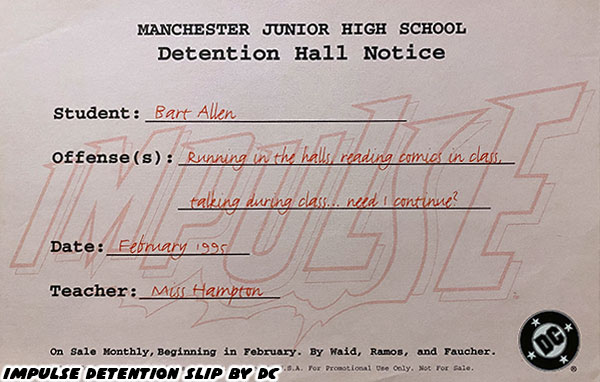 MANCHESTER JUNIOR HIGH SCHOOL
Detention Hall Notice
IMPULSE
Student: Bart Allen
Offense(s): Running in the halls, reading comics in class,
talking during class... need I continue?
Date: February 1995
Teacher: Miss Hampton
DC
®
On Sale Monthly, Beginning in February. By Waid, Ramos, and Faucher.
U.S.A. For Promotional Use Only. Not For Sale.
IMPULSE DETENTION SLIP BY DC